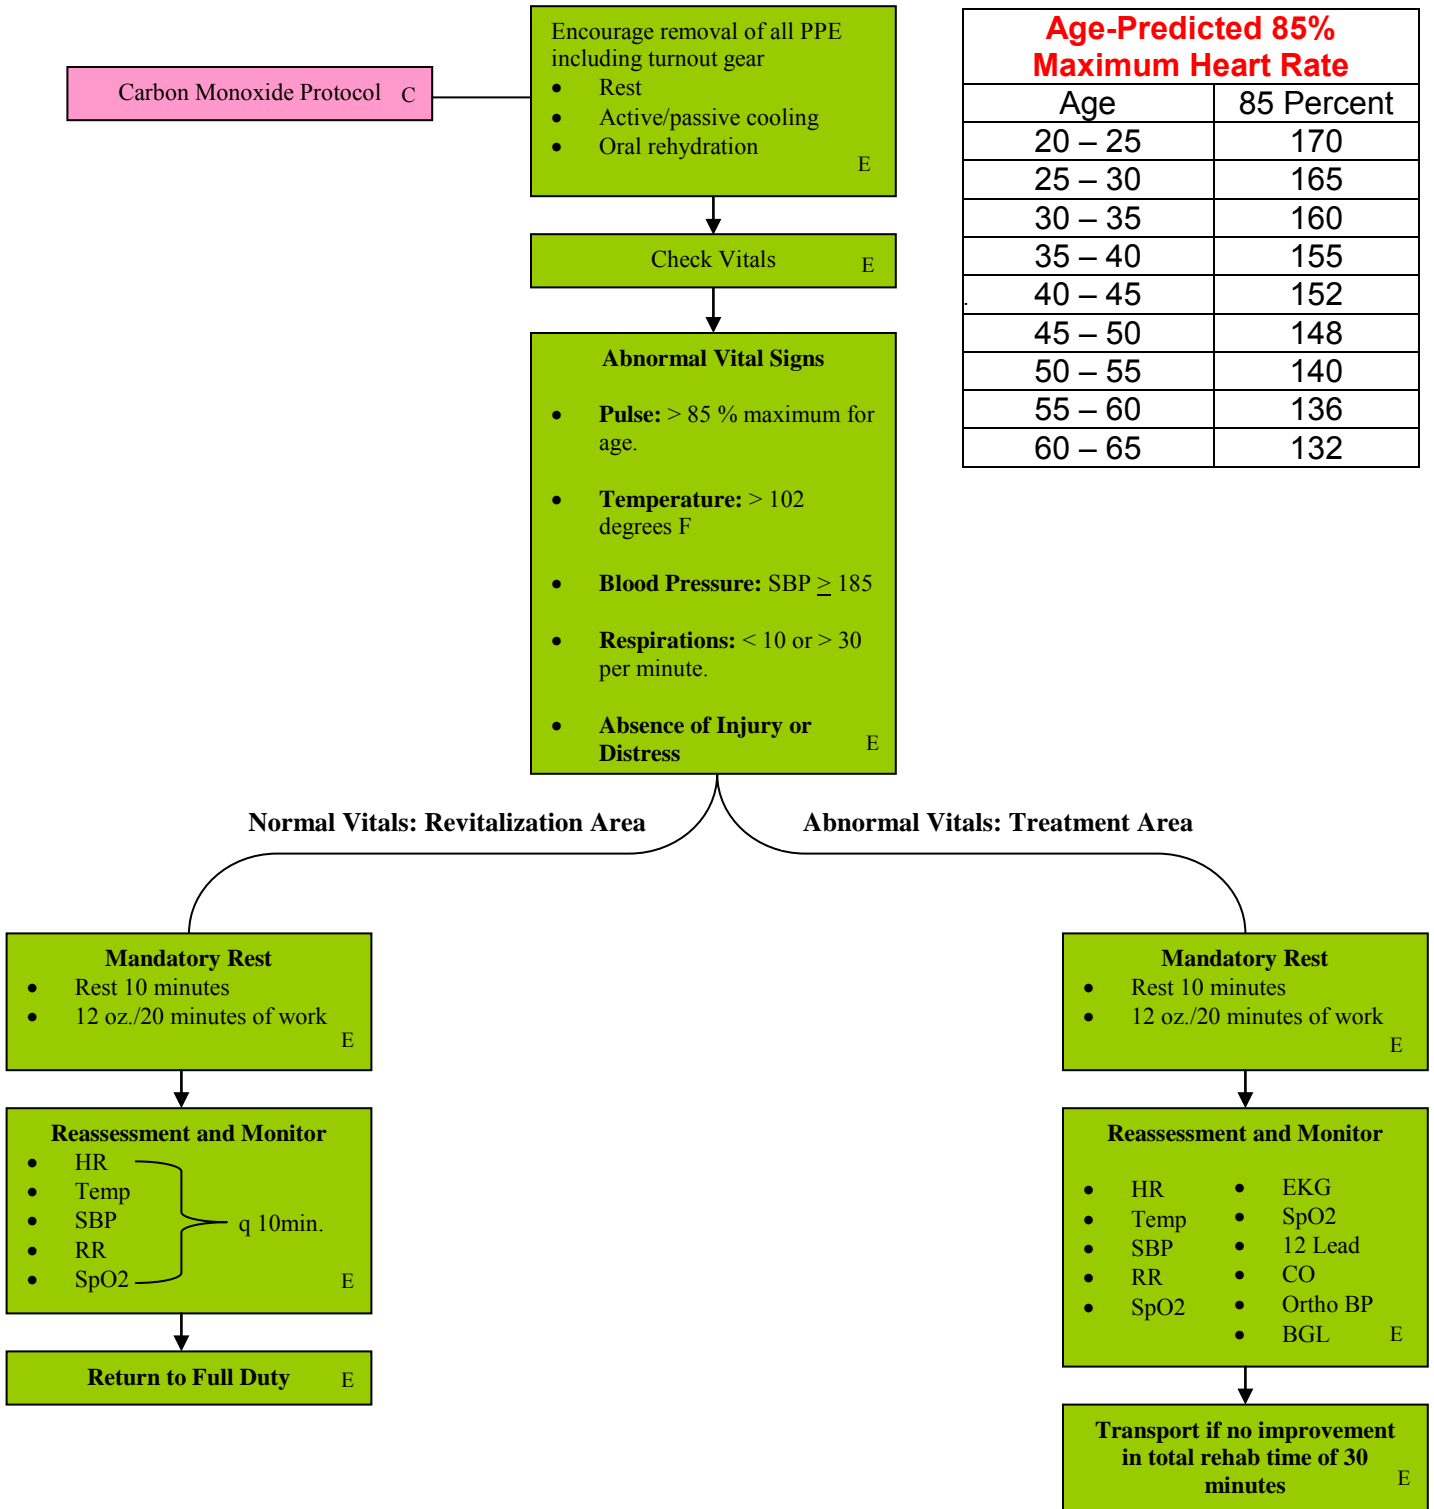 Encourage removal of all PPE
including turnout gear
• Rest
• Active/passive cooling
• Oral rehydration
E
Carbon Monoxide Protocol C
Age-Predicted 85%
Maximum Heart Rate
Age 85 Percent
20 – 25 170
25 – 30 165
30 – 35 160
35 – 40 155
40 – 45 152
45 – 50 148
50 – 55 140
55 – 60 136
60 – 65 132
.
Check Vitals E
Abnormal Vital Signs
• Pulse: > 85 % maximum for
age.
• Temperature: > 102
degrees F
• Blood Pressure: SBP ≥ 185
• Respirations: < 10 or > 30
per minute.
• Absence of Injury or
Distress
E
Normal Vitals: Revitalization Area
Abnormal Vitals: Treatment Area
Mandatory Rest
• Rest 10 minutes
• 12 oz./20 minutes of work
E
Reassessment and Monitor
• HR
• Temp
• SBP
• RR
• SpO2
q 10min.
E
Return to Full Duty E
Mandatory Rest
• Rest 10 minutes
• 12 oz./20 minutes of work
E
Reassessment and Monitor
• HR
• Temp
• SBP
• RR
• SpO2
• EKG
• SpO2
• 12 Lead
• CO
• Ortho BP
• BGL
E
Transport if no improvement
in total rehab time of 30
minutes
E